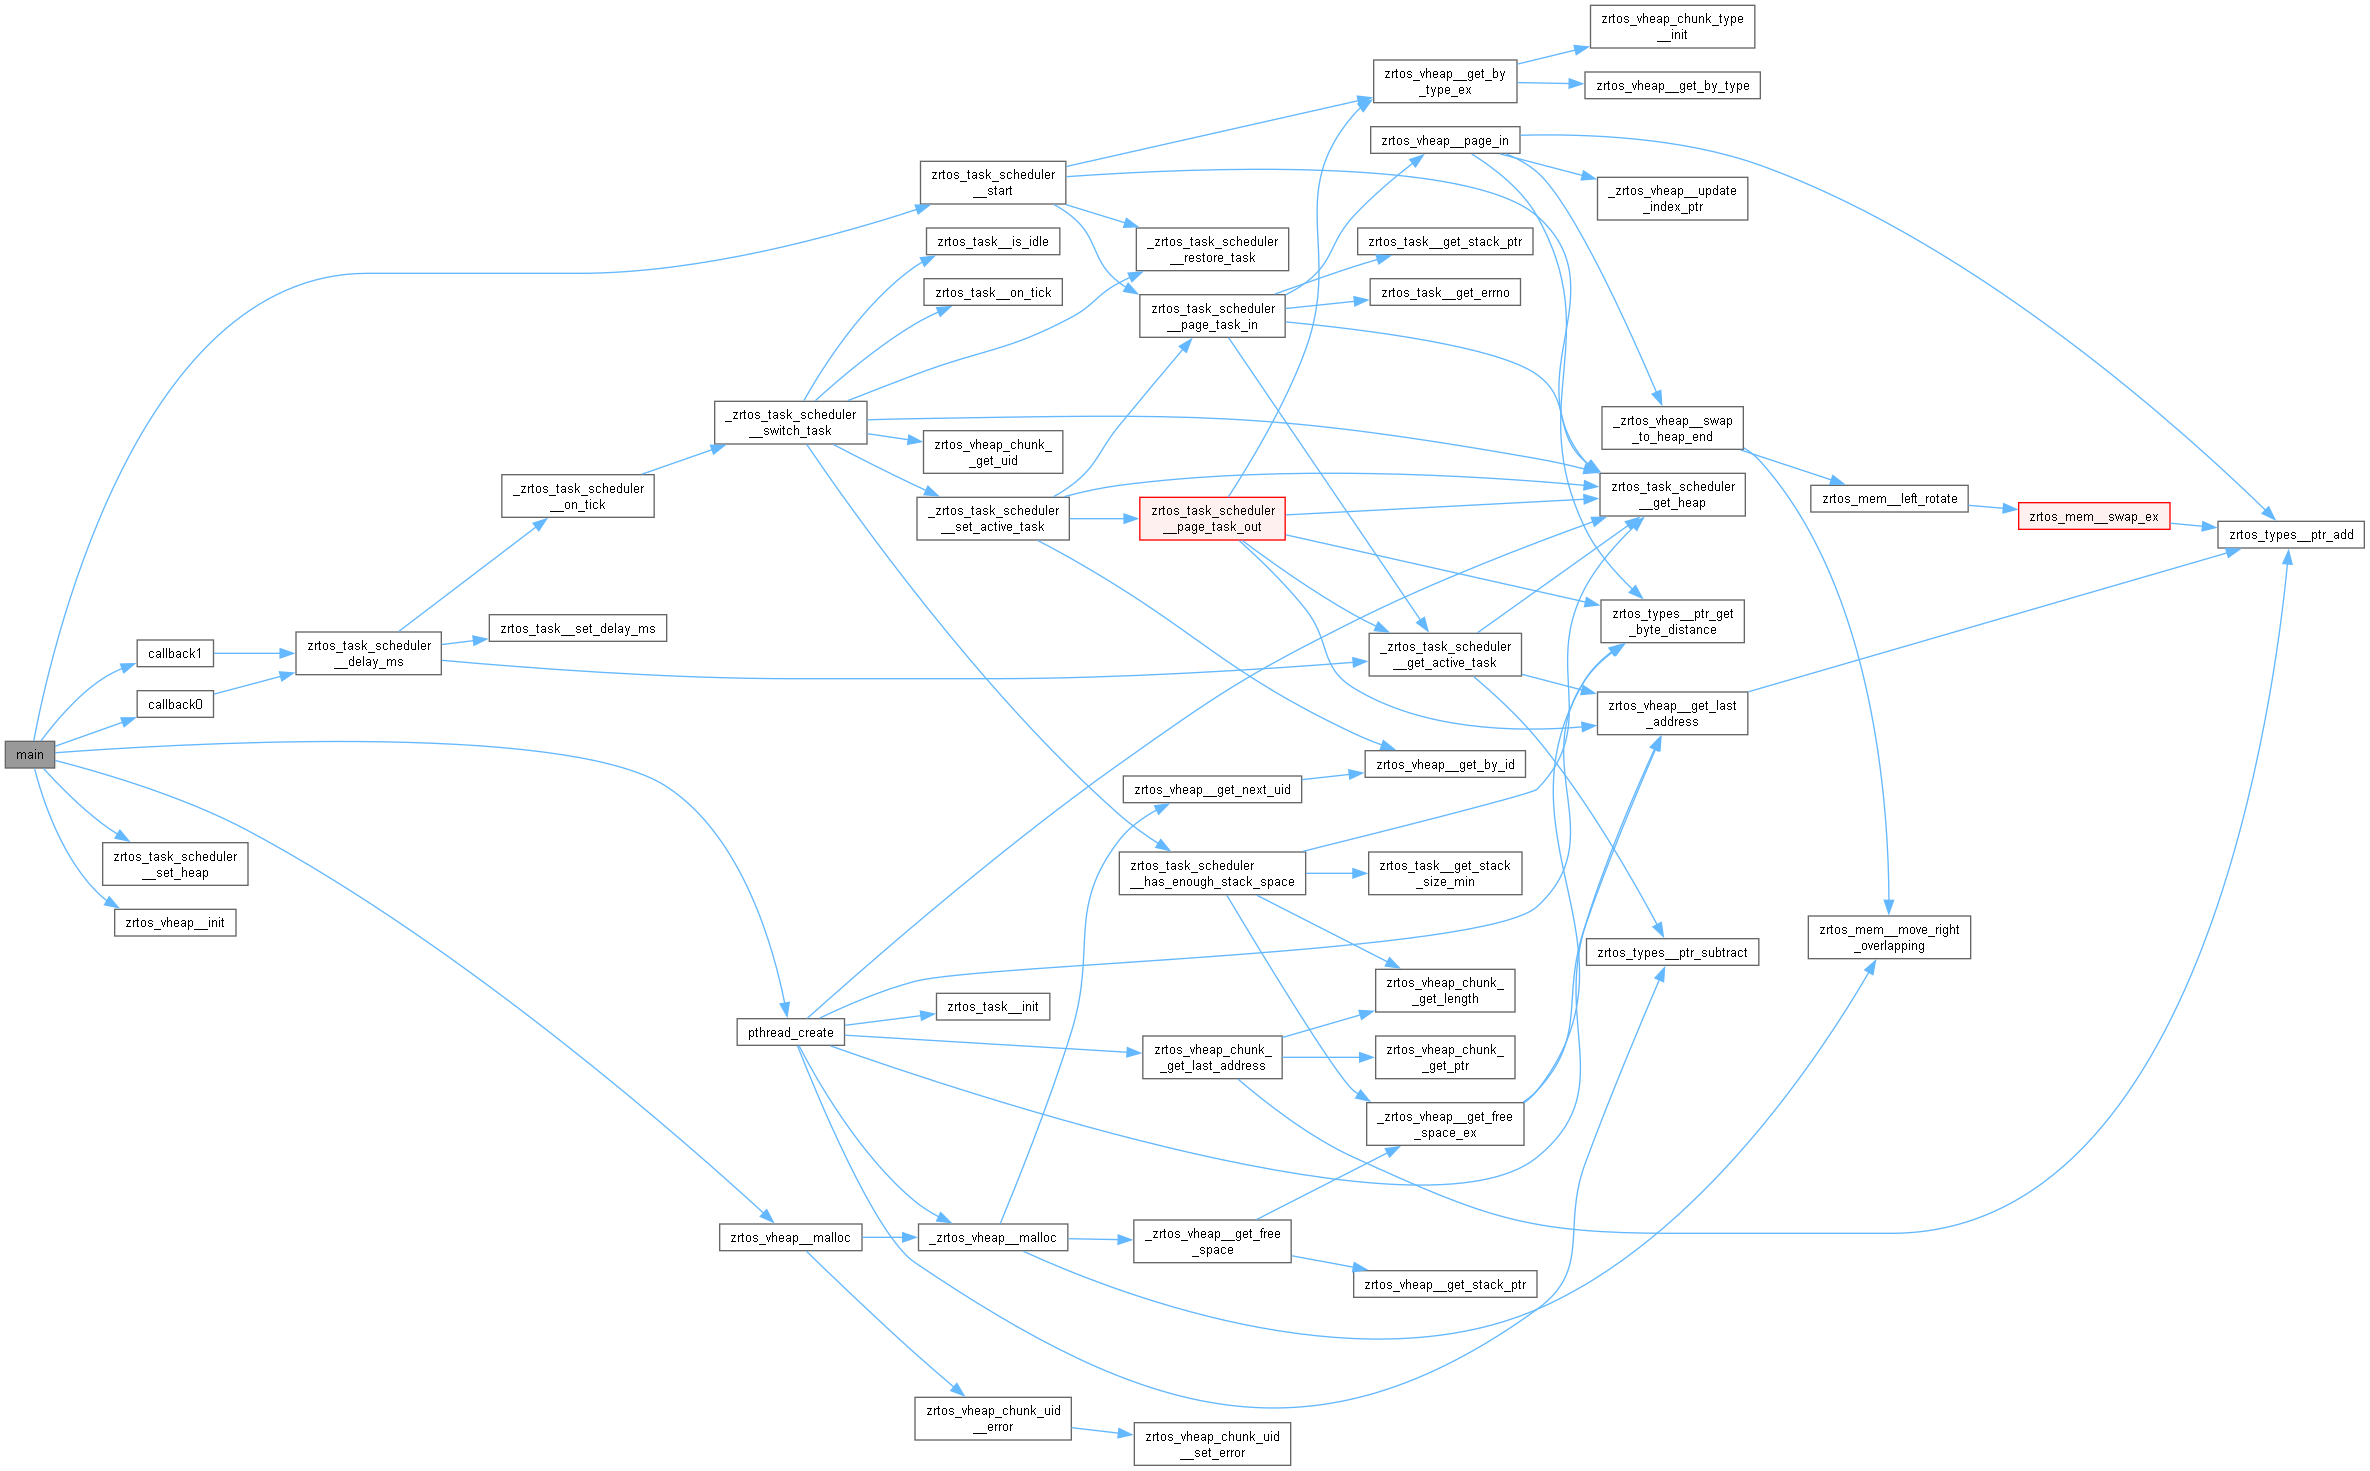 main
callback1
callback0
zrtos_task_scheduler
__set_heap
zrtos_vheap__init
zrtos_task_scheduler
__delay_ms
_zrtos_task_scheduler
__on_tick
zrtos_task__set_delay_ms
_zrtos_task_scheduler
__switch_task
pthread_create
zrtos_vheap__malloc
zrtos_task_scheduler
__start
zrtos_task__is_idle
zrtos_task__on_tick
zrtos_vheap_chunk_
_get_uid
_zrtos_task_scheduler
__set_active_task
zrtos_task__init
_zrtos_vheap__malloc
zrtos_vheap_chunk_uid
__error
_zrtos_task_scheduler
__restore_task
zrtos_task_scheduler
__page_task_in
zrtos_task_scheduler
__page_task_out
zrtos_vheap__get_next_uid
zrtos_task_scheduler
__has_enough_stack_space
zrtos_vheap_chunk_
_get_last_address
_zrtos_vheap__get_free
_space
zrtos_vheap_chunk_uid
__set_error
zrtos_vheap__get_by
_type_ex
zrtos_vheap__page_in
zrtos_task__get_stack_ptr
zrtos_task__get_errno
_zrtos_task_scheduler
__get_active_task
zrtos_vheap__get_by_id
zrtos_task__get_stack
_size_min
zrtos_vheap_chunk_
_get_length
zrtos_vheap_chunk_
_get_ptr
_zrtos_vheap__get_free
_space_ex
zrtos_vheap__get_stack_ptr
zrtos_vheap_chunk_type
__init
zrtos_vheap__get_by_type
_zrtos_vheap__update
_index_ptr
_zrtos_vheap__swap
_to_heap_end
zrtos_task_scheduler
__get_heap
zrtos_types__ptr_get
_byte_distance
zrtos_vheap__get_last
_address
zrtos_types__ptr_subtract
zrtos_mem__left_rotate
zrtos_mem__move_right
_overlapping
zrtos_mem__swap_ex
zrtos_types__ptr_add